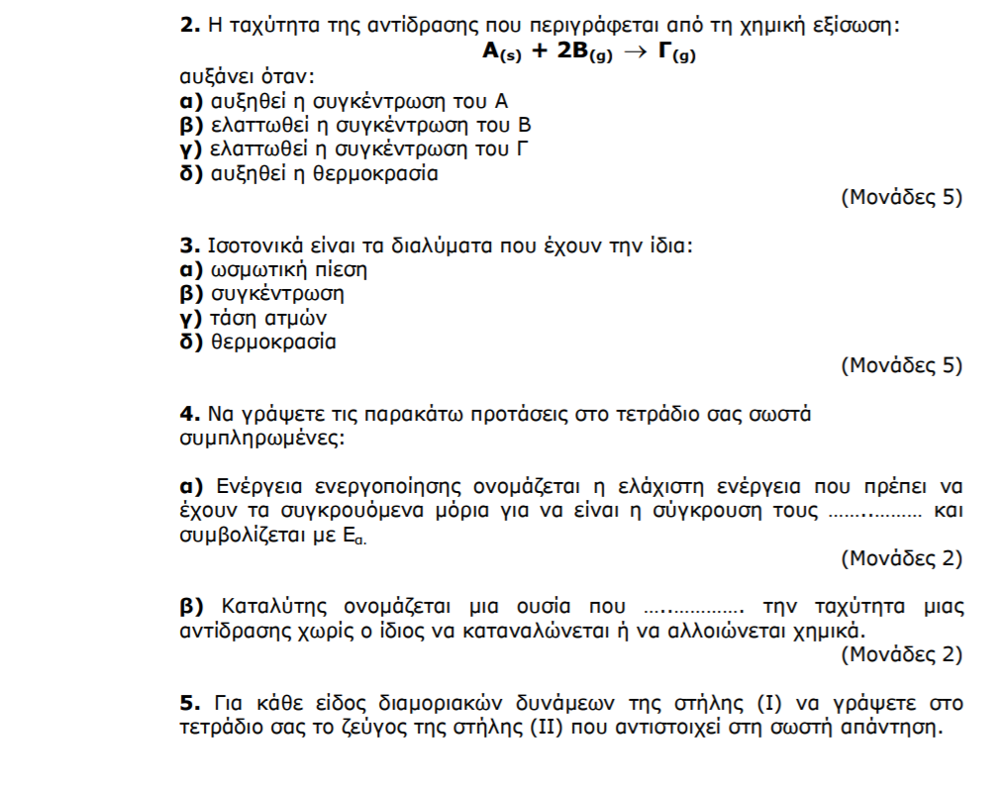 2. Η ταχύτητα της αντίδρασης που περιγράφεται από τη χημική εξίσωση:
Α(s) + 2Β(g) → Γ(g)
αυξάνει όταν:
α) αυξηθεί η συγκέντρωση του Α
β) ελαττωθεί η συγκέντρωση του Β
γ) ελαττωθεί η συγκέντρωση του Γ
δ) αυξηθεί η θερμοκρασία
(Μονάδες 5)
3. Ισοτονικά είναι τα διαλύματα που έχουν την ίδια:
α) ωσμωτική πίεση
β) συγκέντρωση
γ) τάση ατμών
δ) θερμοκρασία
(Μονάδες 5)
4. Να γράψετε τις παρακάτω προτάσεις στο τετράδιο σας σωστά
συμπληρωμένες:
α) Ενέργεια ενεργοποίησης ονομάζεται η ελάχιστη ενέργεια που πρέπει να
έχουν τα συγκρουόμενα μόρια για να είναι η σύγκρουση τους ................. και
συμβολίζεται με Εα.
(Μονάδες 2)
β) Καταλύτης ονομάζεται μια ουσία που .................. την ταχύτητα μιας
αντίδρασης χωρίς ο ίδιος να καταναλώνεται ή να αλλοιώνεται χημικά.
(Μονάδες 2)
5. Για κάθε είδος διαμοριακών δυνάμεων της στήλης (Ι) να γράψετε στο
τετράδιο σας το ζεύγος της στήλης (ΙΙ) που αντιστοιχεί στη σωστή απάντηση.